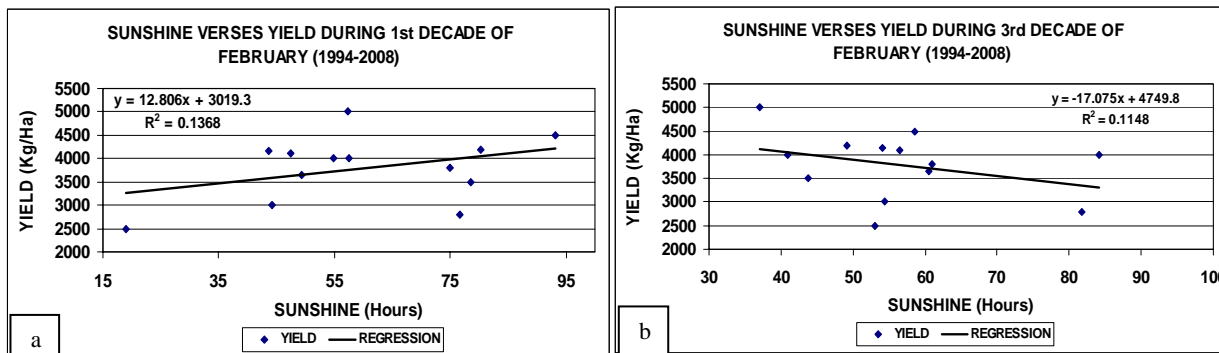 SUNSHINE VERSES YIELD DURING 1st DECADE OF
FEBRUARY (1994-2008)
y = 12.806x + 3019.3
R² = 0.1368
YIELD (Kg/Ha)
5500
5000
4500
4000
3500
3000
2500
2000
15 35 55 75 95
SUNSHINE (Hours)
YIELD REGRESSION
a
SUNSHINE VERSES YIELD DURING 3rd DECADE OF
FEBRUARY (1994-2008)
y = -17.075x + 4749.8
R² = 0.1148
YIELD (Kg/Ha)
5500
5000
4500
4000
3500
3000
2500
2000
30 40 50 60 70 80 90 100
SUNSHINE (Hours)
YIELD REGRESSION
b